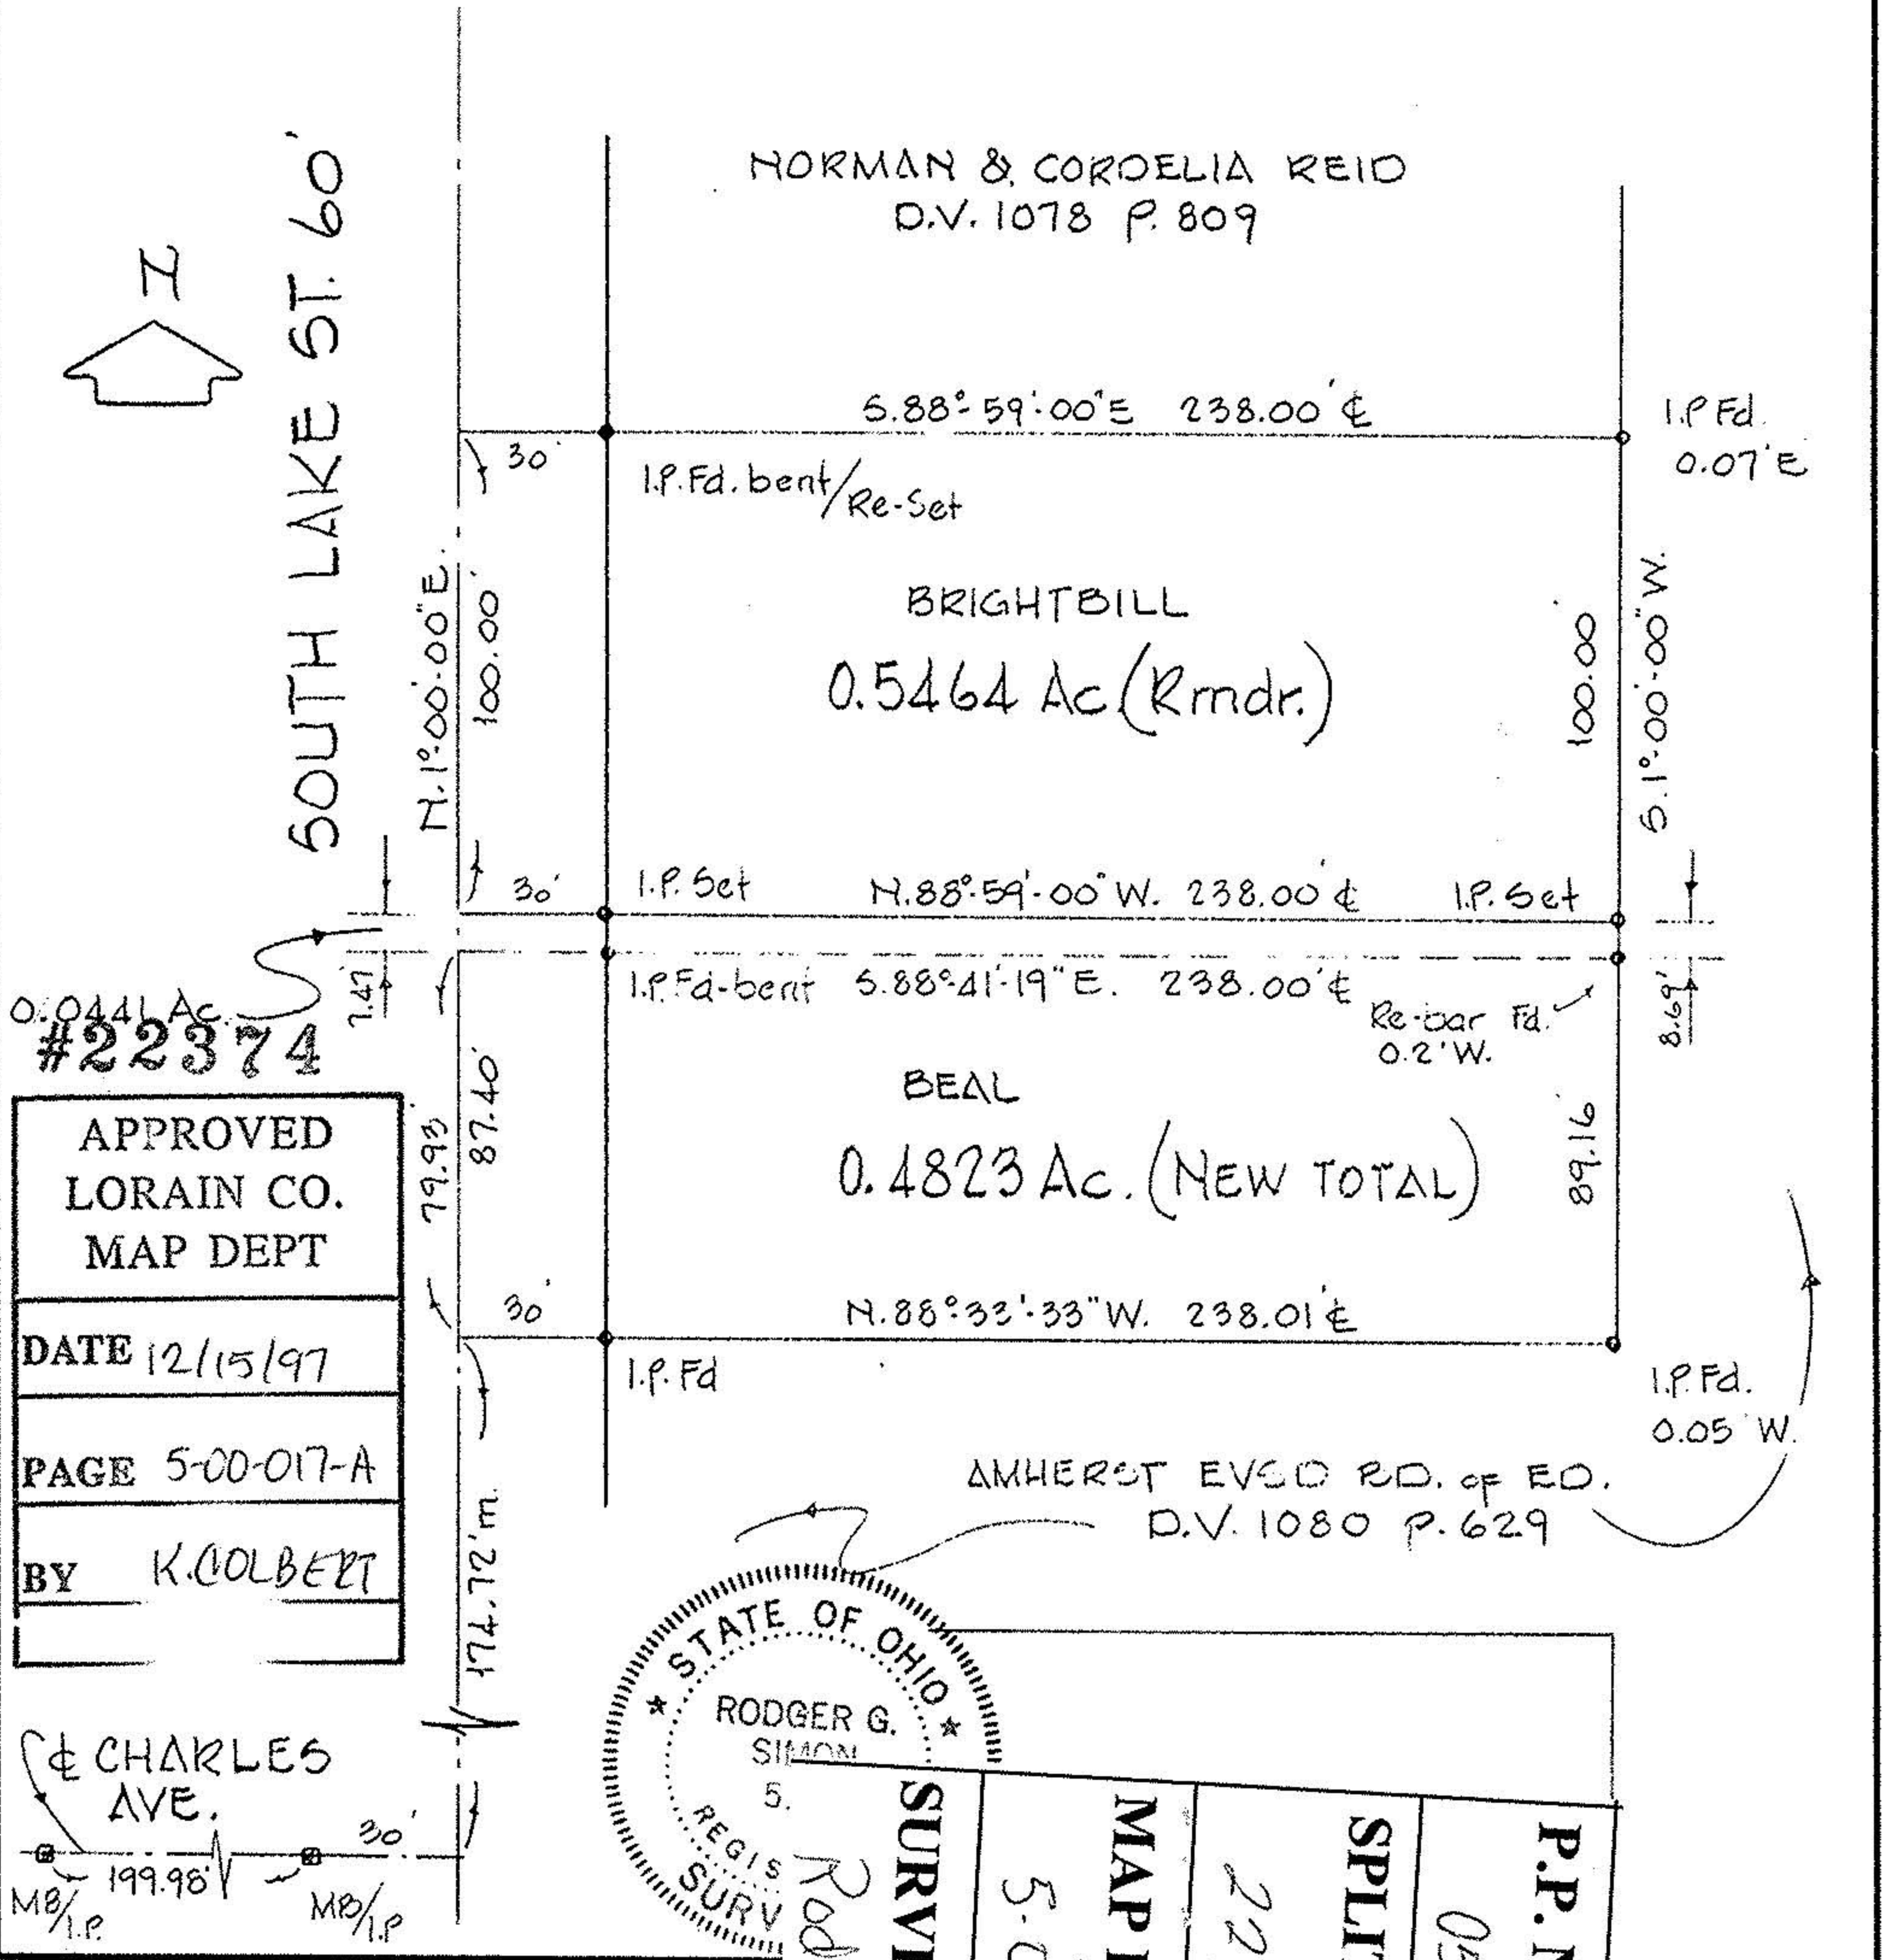 NORMAN & CORDELIA REID
D.V. 1078 P. 809
N
SOUTH LAKE ST. 60'
S.88°-59'-00"E 238.00' ℄
I.P. Fd.
0.07'E
30'
I.P. Fd. bent/Re-Set
N.1°-00'-00"E.
100.00'
BRIGHTBILL
0.5464 Ac (Rmdr.)
100.00'
S.1°-00'-00" W.
30'
I.P. Set
N.88°-59'-00" W. 238.00' ℄
I.P. Set
7.47'
I.P. Fd-bent
S.88°-41'-19"E. 238.00' ℄
Re-bar Fd.
0.2'W.
8.69'
0.0441 Ac.
#22374
79.93'
87.40'
BEAL
0.4823 Ac. (NEW TOTAL)
89.16'
APPROVED
LORAIN CO.
MAP DEPT
DATE 12/15/97
PAGE 5-00-017-A
BY K.COLBERT
30'
N.88°-33'-33"W. 238.01' ℄
I.P. Fd
I.P. Fd.
0.05' W.
AMHERST EVSD BD. OF ED.
D.V. 1080 P. 629
174.72'm.
STATE OF OHIO
RODGER G.
SIMON
5.
REGIS
SURV
Rod
℄ CHARLES
AVE.
30'
199.98'
MB/I.P.
MB/I.P
SURV
5-0
MAP
22
SPLIT
05
P.P.